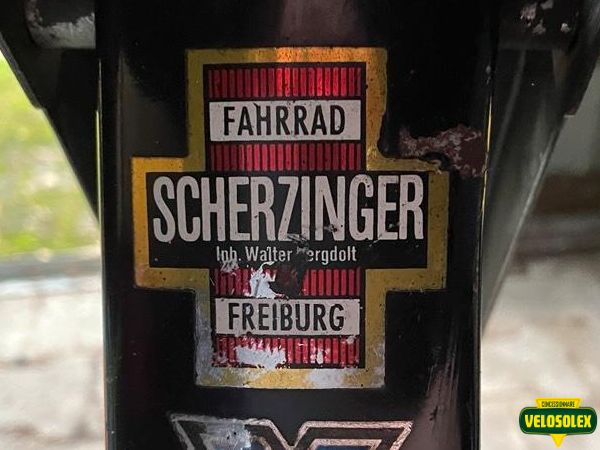 FAHRRAD
SCHERZINGER
Inh. Walter
FREIBURG
CONCESSIONNAIRE
VELOSOLEX